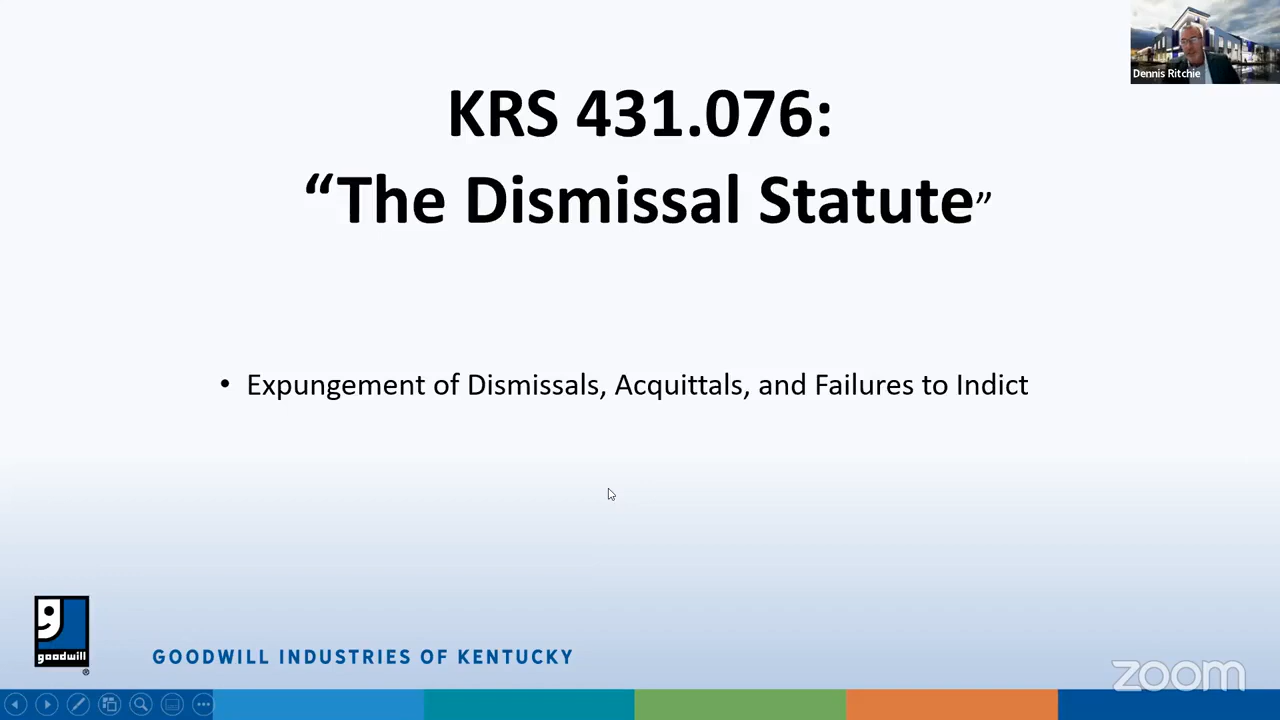 Dennis Ritchie
KRS 431.076:
“The Dismissal Statute”
• Expungement of Dismissals, Acquittals, and Failures to Indict
g
goodwill
®
GOODWILL INDUSTRIES OF KENTUCKY
zoom